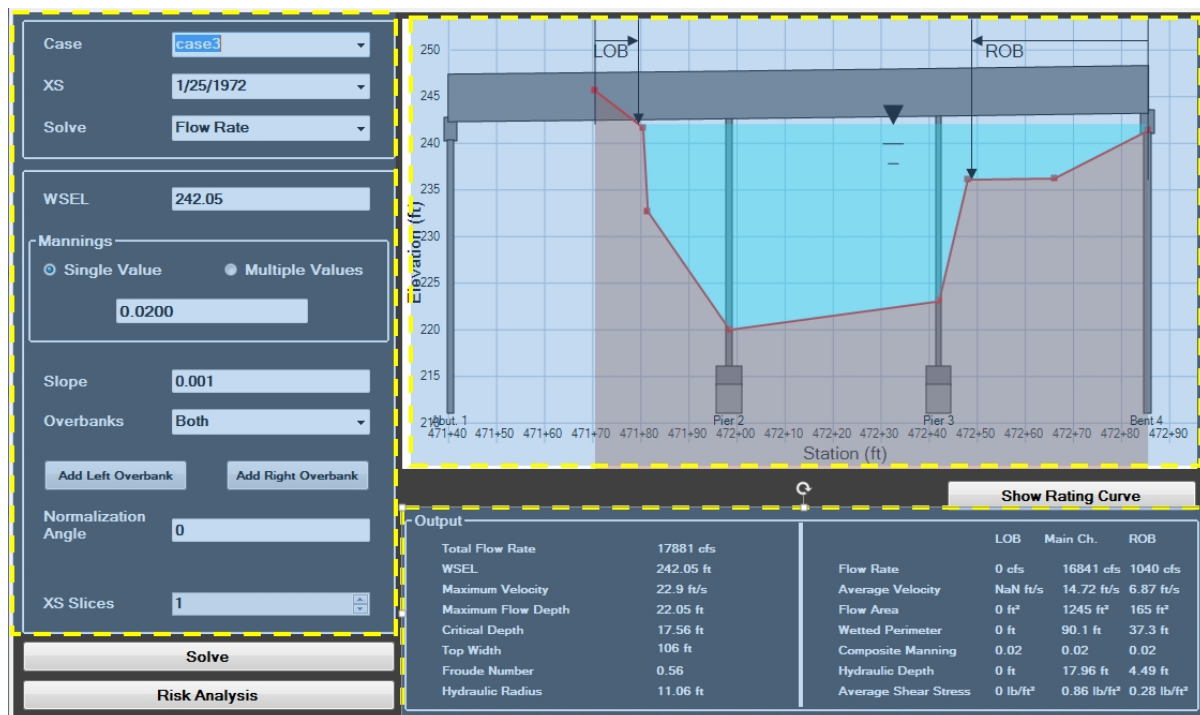 Case case3
XS 1/25/1972
Solve Flow Rate
WSEL 242.05
Mannings
Single Value Multiple Values
0.0200
Slope 0.001
Overbanks Both
Add Left Overbank Add Right Overbank
Normalization
Angle 0
XS Slices 1
Solve
Risk Analysis
LOB ROB
250
245
240
235
230
225
220
215
Elevation (ft)
Abut. 1 Pier 2 Pier 3 Bent 4
471+40 471+50 471+60 471+70 471+80 471+90 472+00 472+10 472+20 472+30 472+40 472+50 472+60 472+70 472+80 472+90
Station (ft)
Show Rating Curve
Output
Total Flow Rate 17881 cfs
WSEL 242.05 ft
Maximum Velocity 22.9 ft/s
Maximum Flow Depth 22.05 ft
Critical Depth 17.56 ft
Top Width 106 ft
Froude Number 0.56
Hydraulic Radius 11.06 ft
LOB Main Ch. ROB
Flow Rate 0 cfs 16841 cfs 1040 cfs
Average Velocity NaN ft/s 14.72 ft/s 6.87 ft/s
Flow Area 0 ft² 1245 ft² 165 ft²
Wetted Perimeter 0 ft 90.1 ft 37.3 ft
Composite Manning 0.02 0.02 0.02
Hydraulic Depth 0 ft 17.96 ft 4.49 ft
Average Shear Stress 0 lb/ft² 0.86 lb/ft² 0.28 lb/ft²